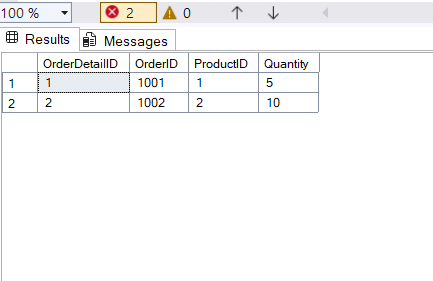 100 % 2 0
Results Messages
OrderDetailID OrderID ProductID Quantity
1 1 1001 1 5
2 2 1002 2 10